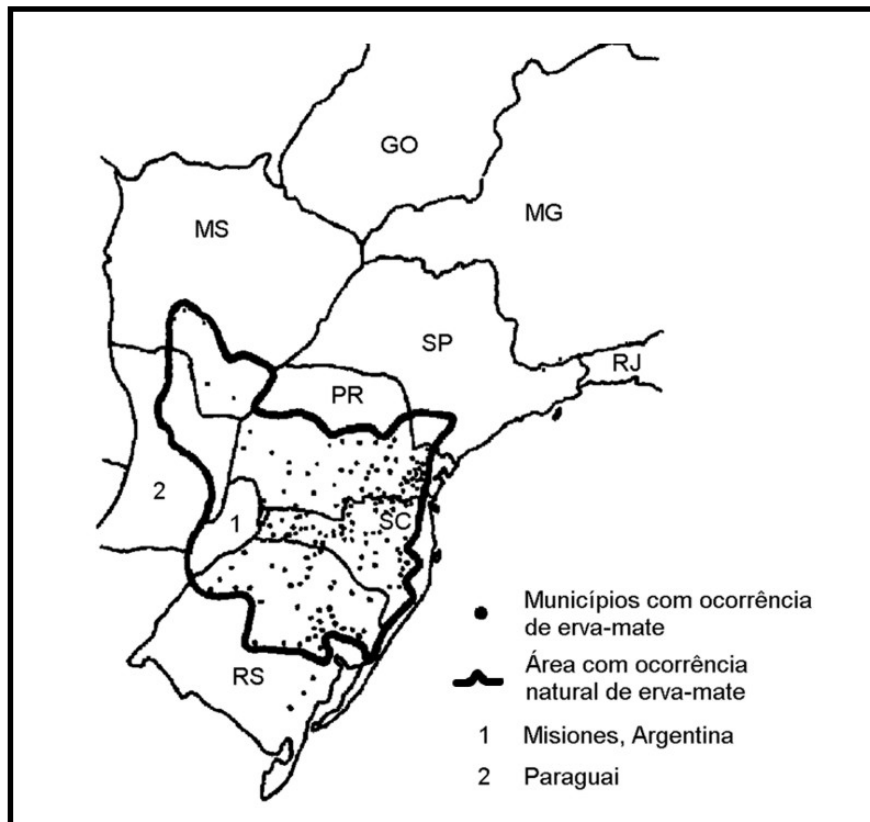 GO
MG
MS
SP
RJ
PR
2
1
SC
RS
Municípios com ocorrência
de erva-mate
Área com ocorrência
natural de erva-mate
1 Misiones, Argentina
2 Paraguai